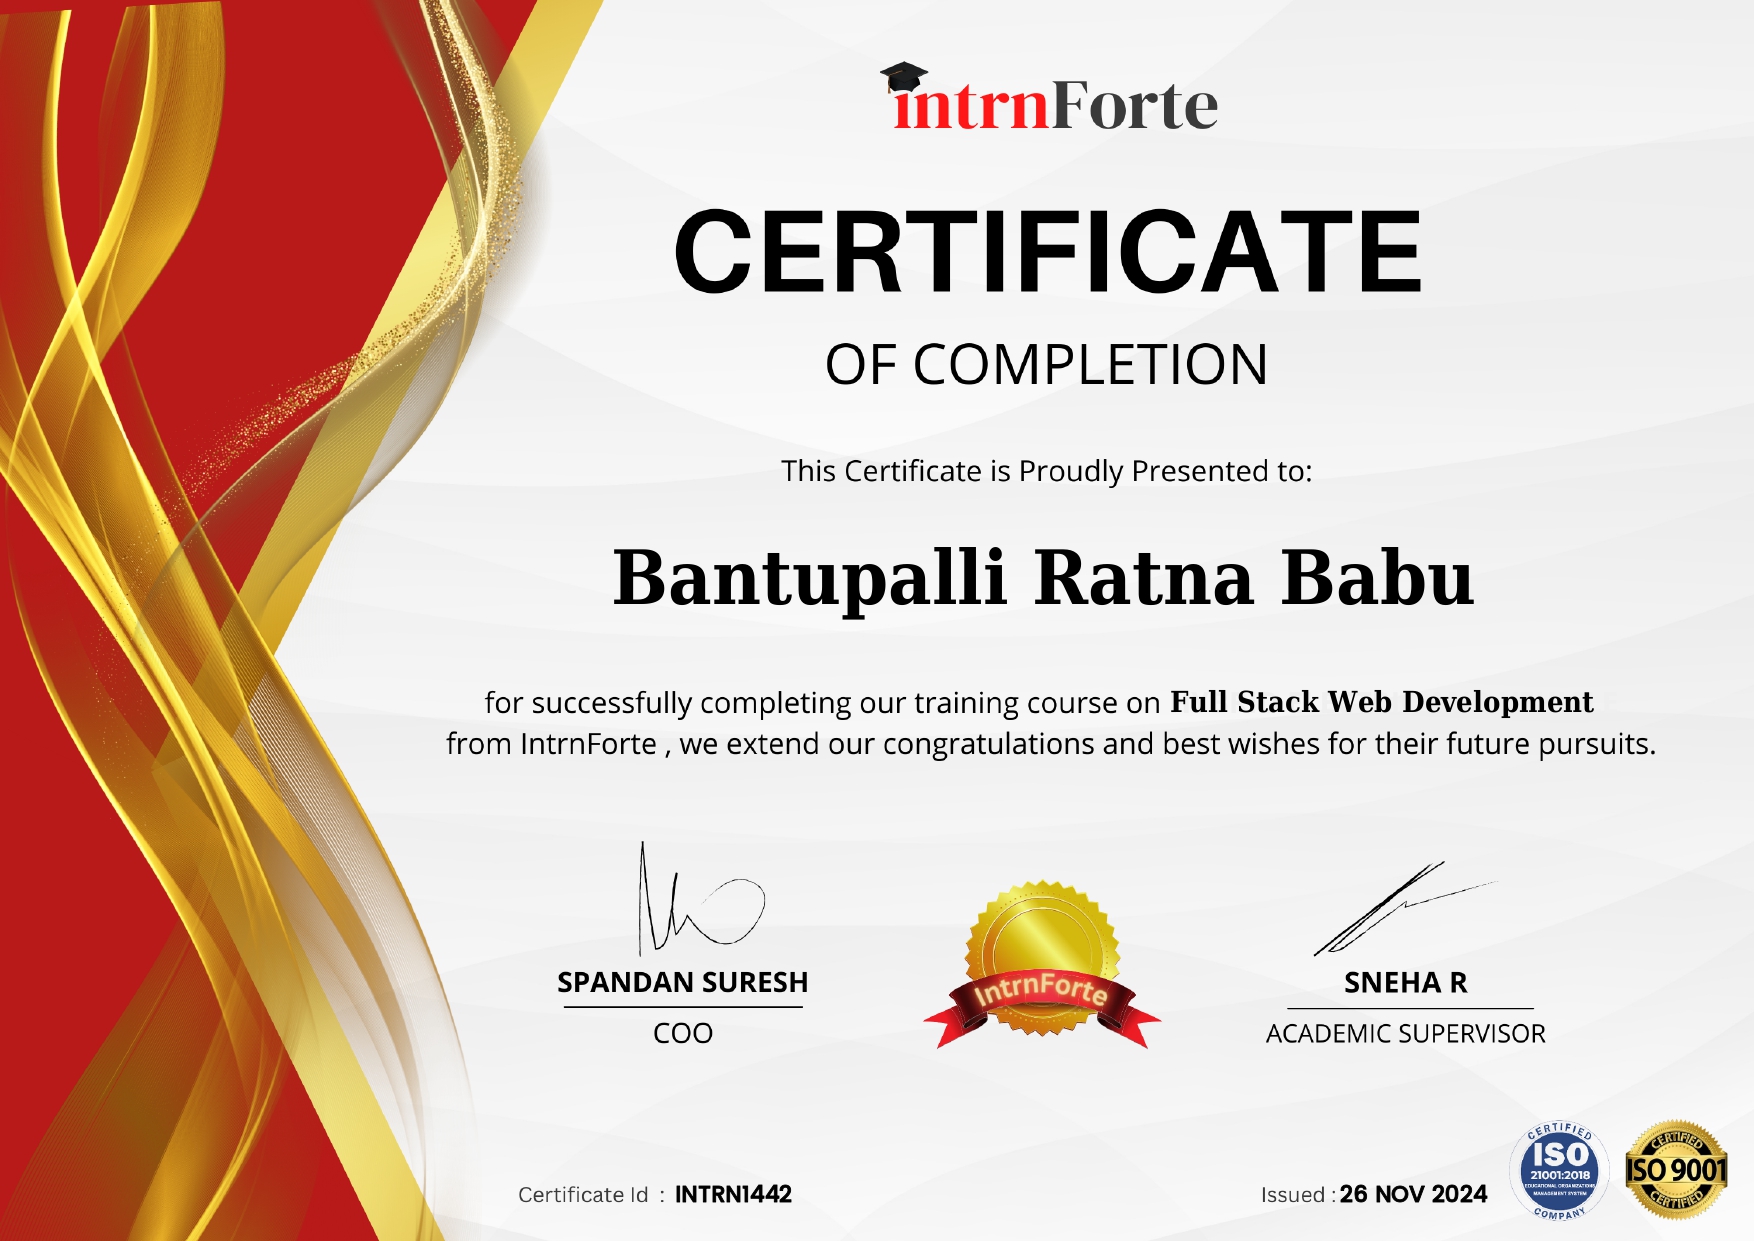 intrnForte
CERTIFICATE
OF COMPLETION
This Certificate is Proudly Presented to:
Bantupalli Ratna Babu
for successfully completing our training course on Full Stack Web Development
from IntrnForte , we extend our congratulations and best wishes for their future pursuits.
SPANDAN SURESH
COO
IntrnForte
SNEHA R
ACADEMIC SUPERVISOR
Certificate Id : INTRN1442
Issued : 26 NOV 2024
CERTIFIED
ISO
21001:2018
EDUCATIONAL ORGANIZATIONS
MANAGEMENT SYSTEM
COMPANY
CERTIFIED
ISO 9001
CERTIFIED